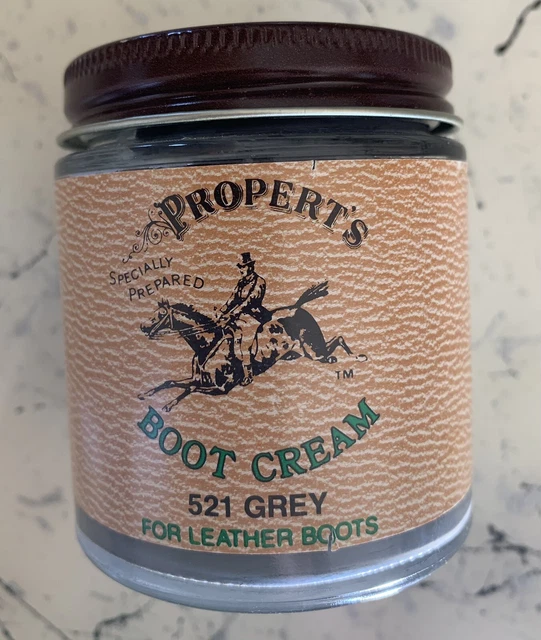 PROPERT'S
SPECIALLY
PREPARED
TM
BOOT CREAM
521 GREY
FOR LEATHER BOOTS